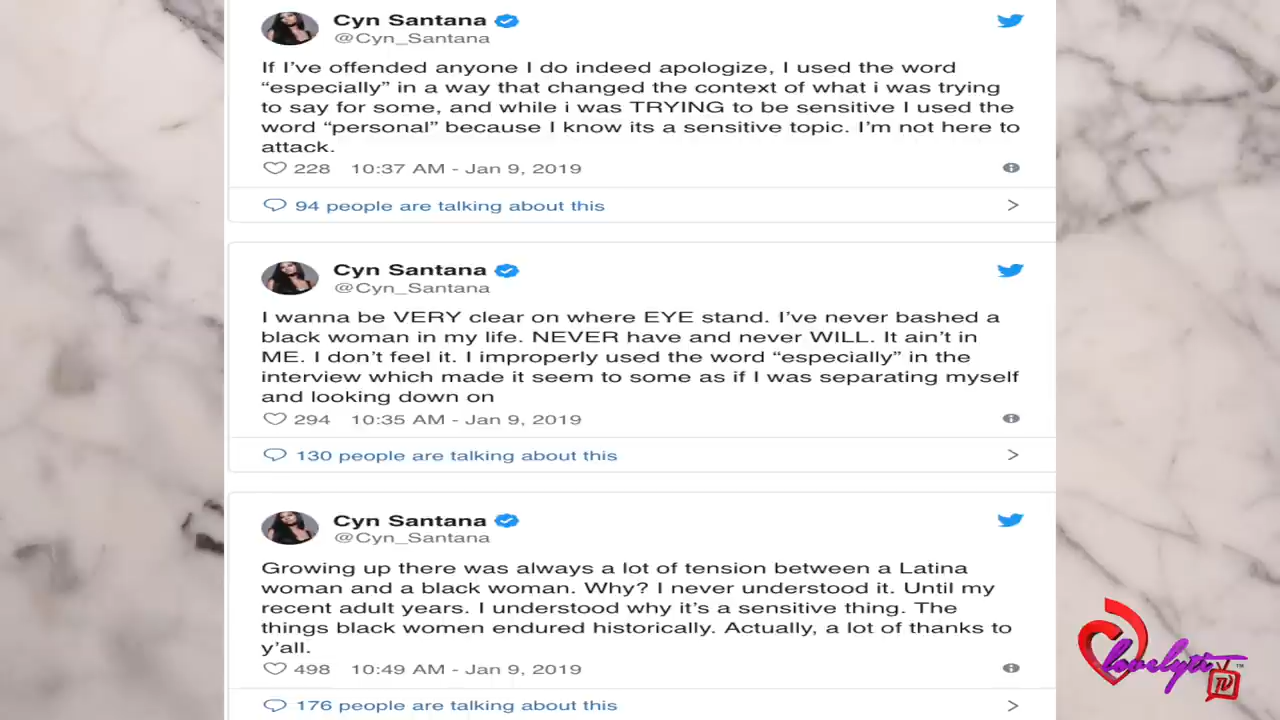 Cyn Santana
@Cyn_Santana
If I've offended anyone I do indeed apologize, I used the word
“especially” in a way that changed the context of what i was trying
to say for some, and while i was TRYING to be sensitive I used the
word “personal” because I know its a sensitive topic. I'm not here to
attack.
228 10:37 AM - Jan 9, 2019
94 people are talking about this
Cyn Santana
@Cyn_Santana
I wanna be VERY clear on where EYE stand. I've never bashed a
black woman in my life. NEVER have and never WILL. It ain't in
ME. I don't feel it. I improperly used the word “especially” in the
interview which made it seem to some as if I was separating myself
and looking down on
294 10:35 AM - Jan 9, 2019
130 people are talking about this
Cyn Santana
@Cyn_Santana
Growing up there was always a lot of tension between a Latina
woman and a black woman. Why? I never understood it. Until my
recent adult years. I understood why it's a sensitive thing. The
things black women endured historically. Actually, a lot of thanks to
y'all.
498 10:49 AM - Jan 9, 2019
176 people are talking about this
lovelyti
TV